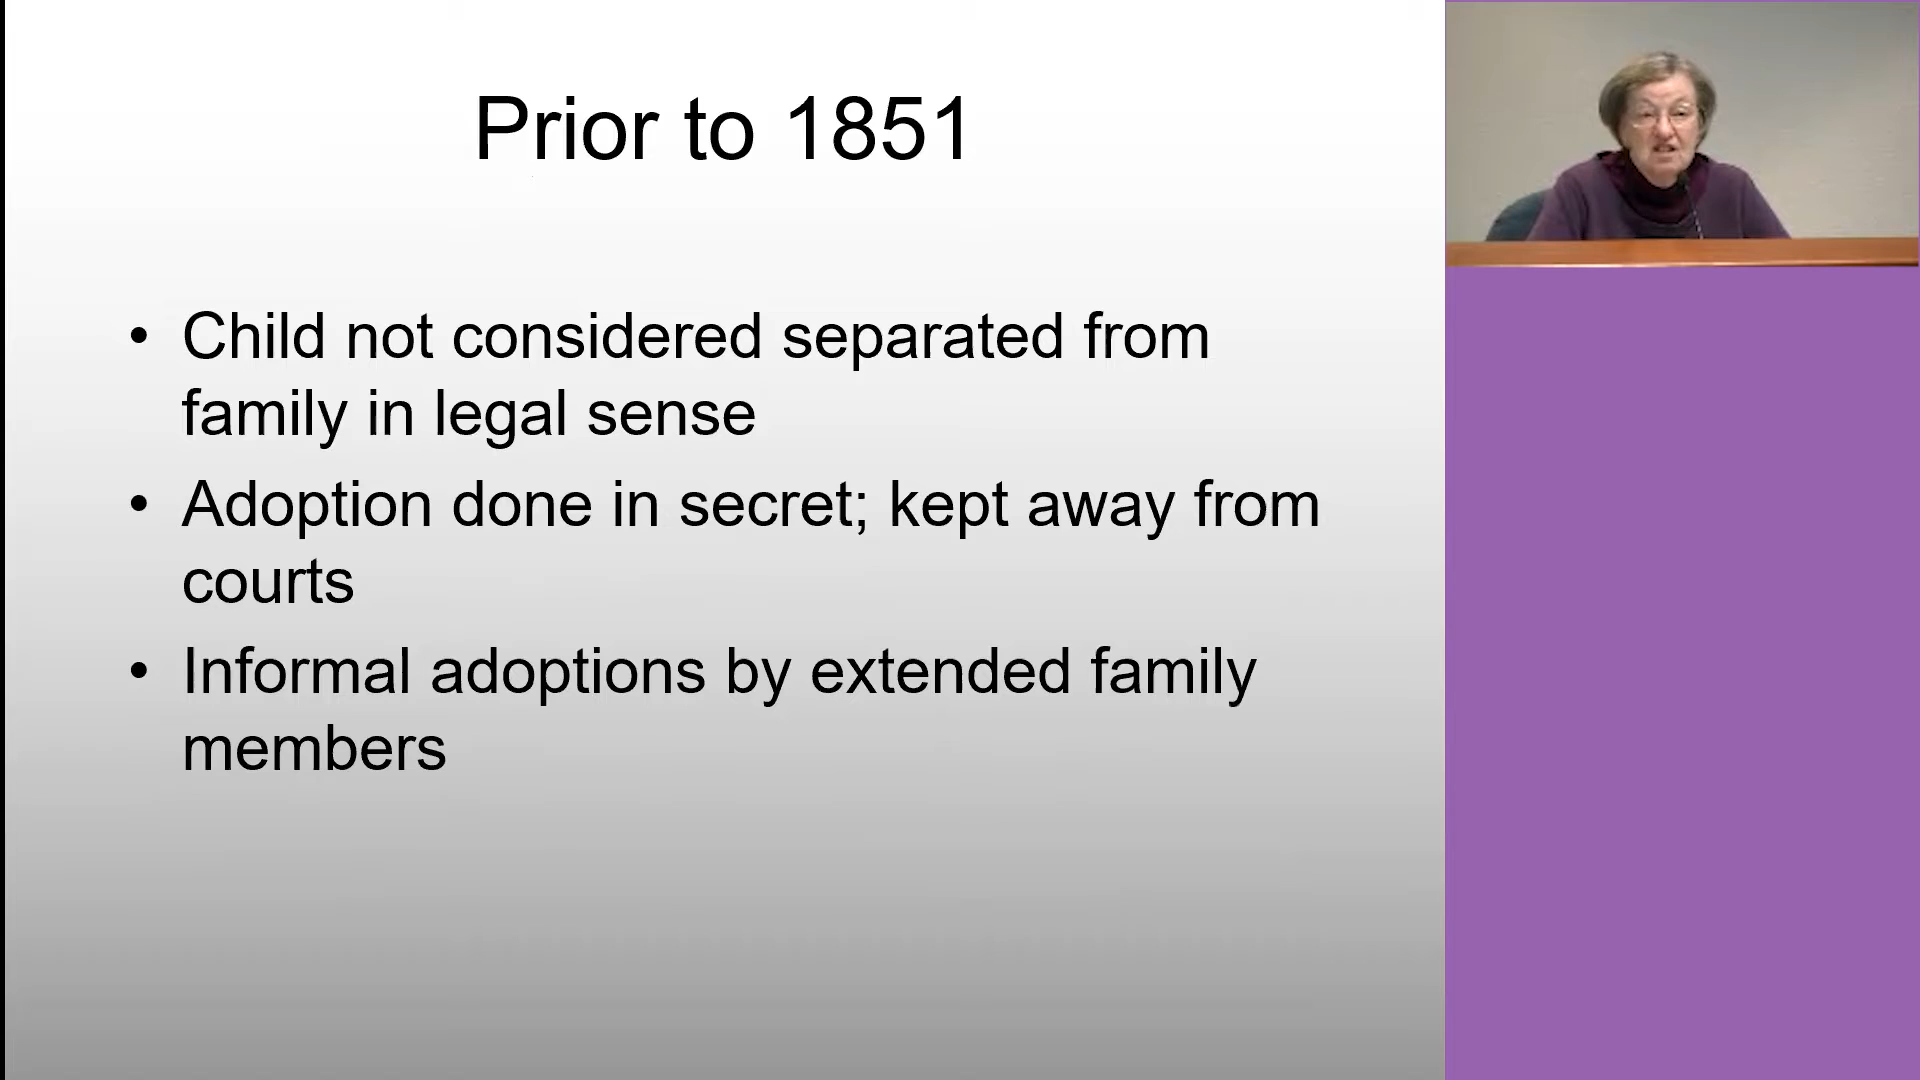 Prior to 1851
• Child not considered separated from
family in legal sense
• Adoption done in secret; kept away from
courts
• Informal adoptions by extended family
members